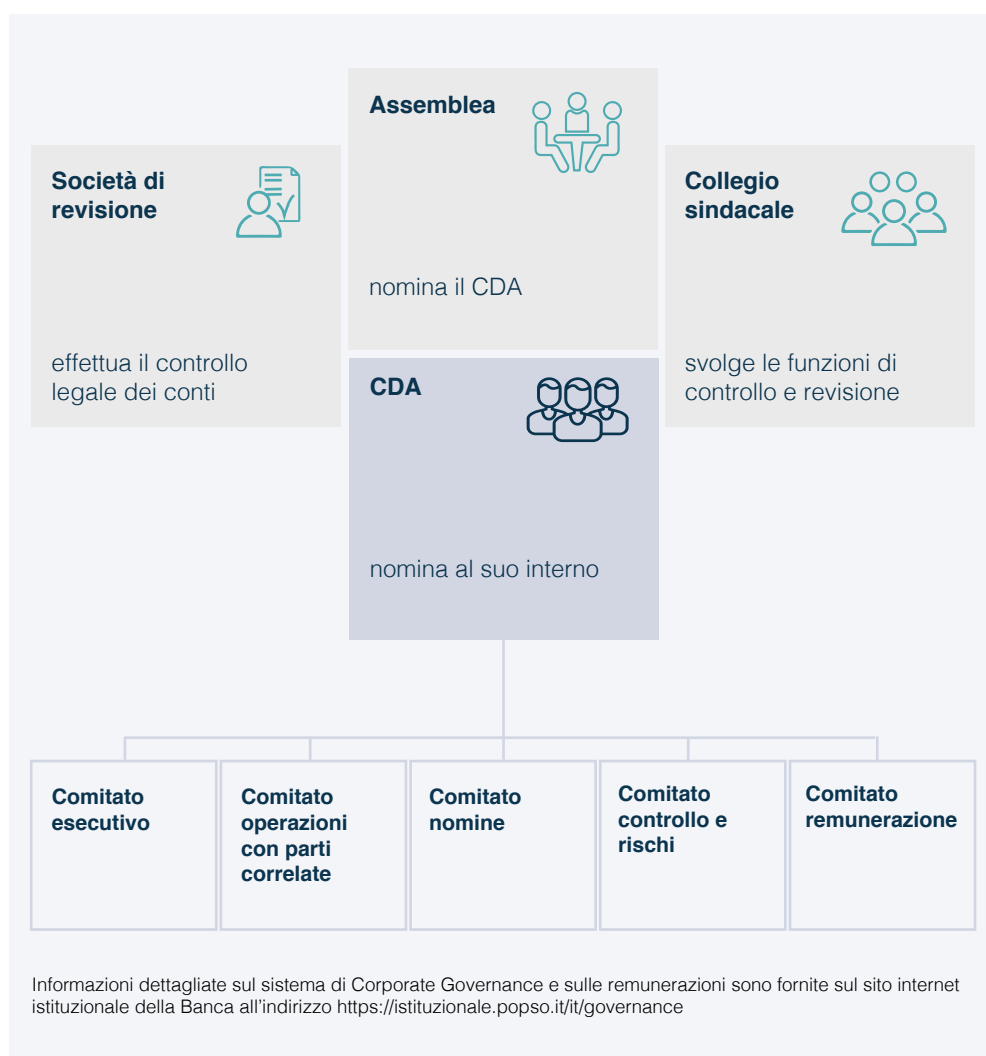 Assemblea
nomina il CDA
Società di
revisione
effettua il controllo
legale dei conti
Collegio
sindacale
svolge le funzioni di
controllo e revisione
CDA
nomina al suo interno
Comitato
esecutivo
Comitato
operazioni
con parti
correlate
Comitato
nomine
Comitato
controllo e
rischi
Comitato
remunerazione
Informazioni dettagliate sul sistema di Corporate Governance e sulle remunerazioni sono fornite sul sito internet
istituzionale della Banca all'indirizzo https://istituzionale.popso.it/it/governance